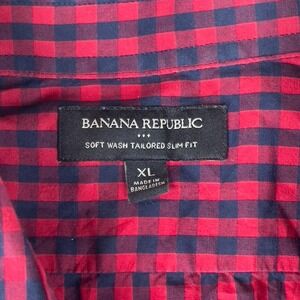 BANANA REPUBLIC
SOFT WASH TAILORED SLIM FIT
XL
MADE IN
BANGLADESH